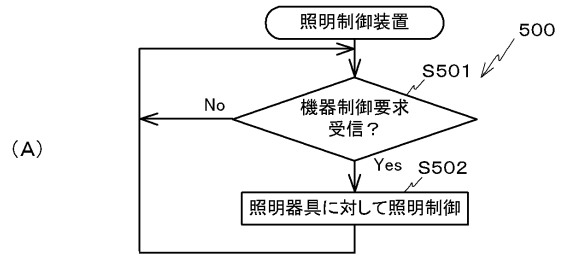 照明制御装置
500
S501
機器制御要求
受信？
No
(A)
Yes
S502
照明器具に対して照明制御